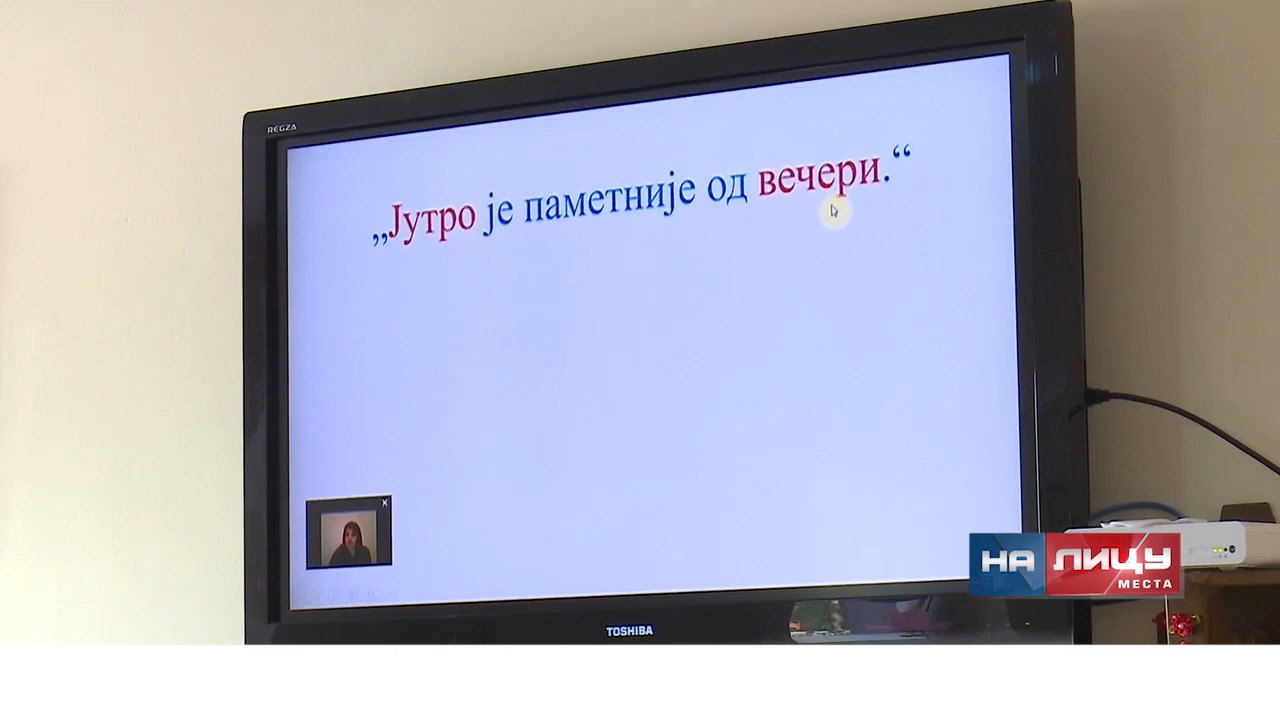 REGZA
„Јутро је паметније од вечери.“
НА ЛИЦУ
МЕСТА
TOSHIBA